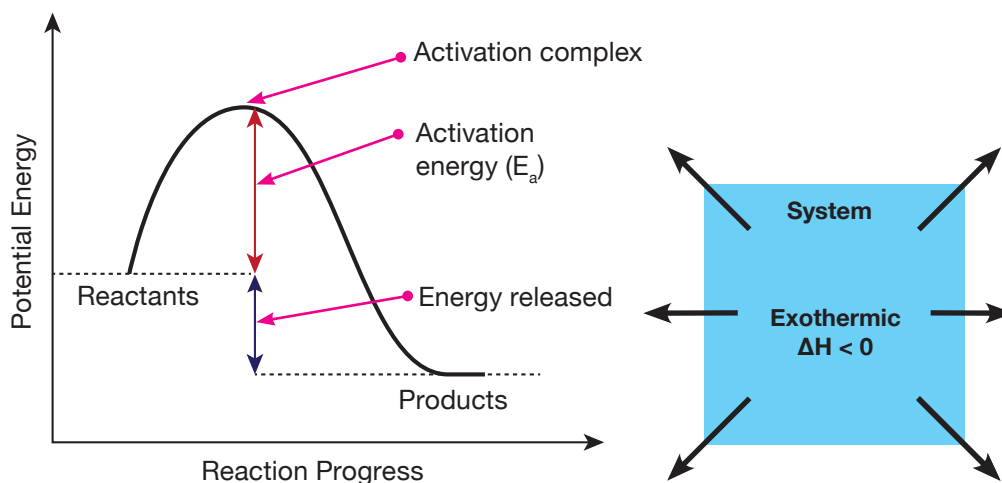 Activation complex
Activation
energy (Eₐ)
Potential Energy
Reactants
Energy released
Products
Reaction Progress
System
Exothermic
ΔH < 0